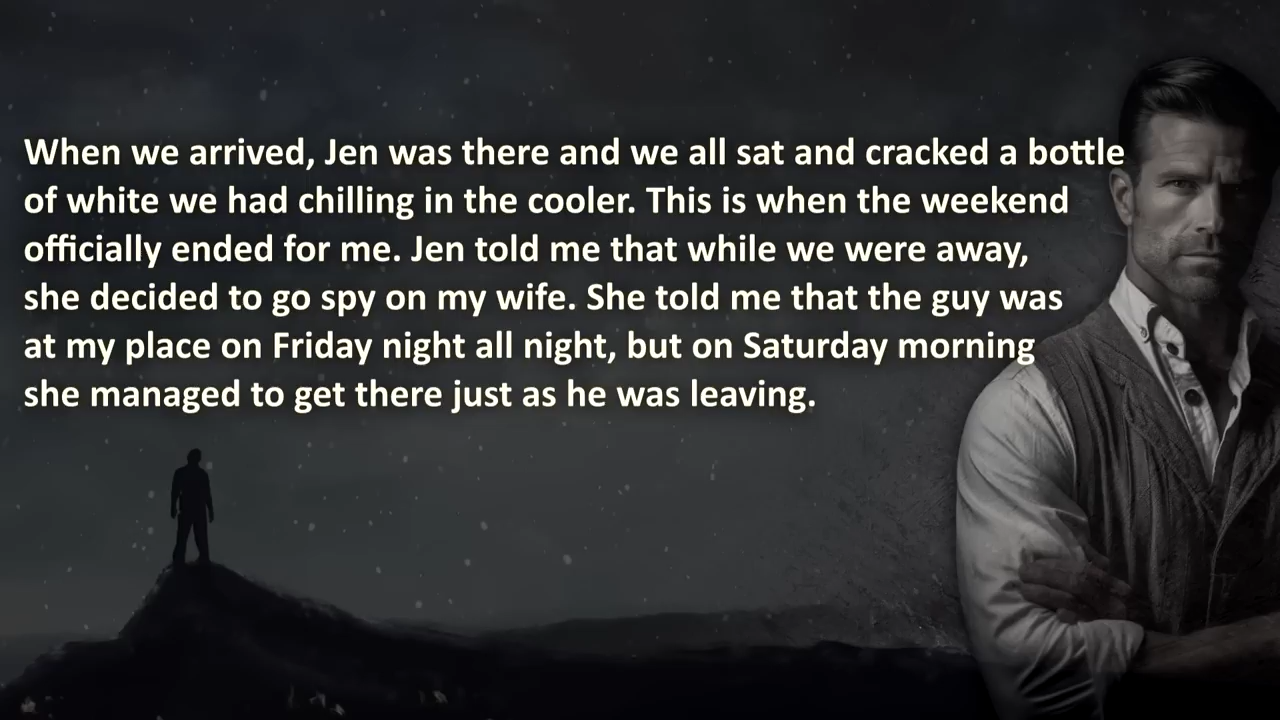 When we arrived, Jen was there and we all sat and cracked a bottle
of white we had chilling in the cooler. This is when the weekend
officially ended for me. Jen told me that while we were away,
she decided to go spy on my wife. She told me that the guy was
at my place on Friday night all night, but on Saturday morning
she managed to get there just as he was leaving.